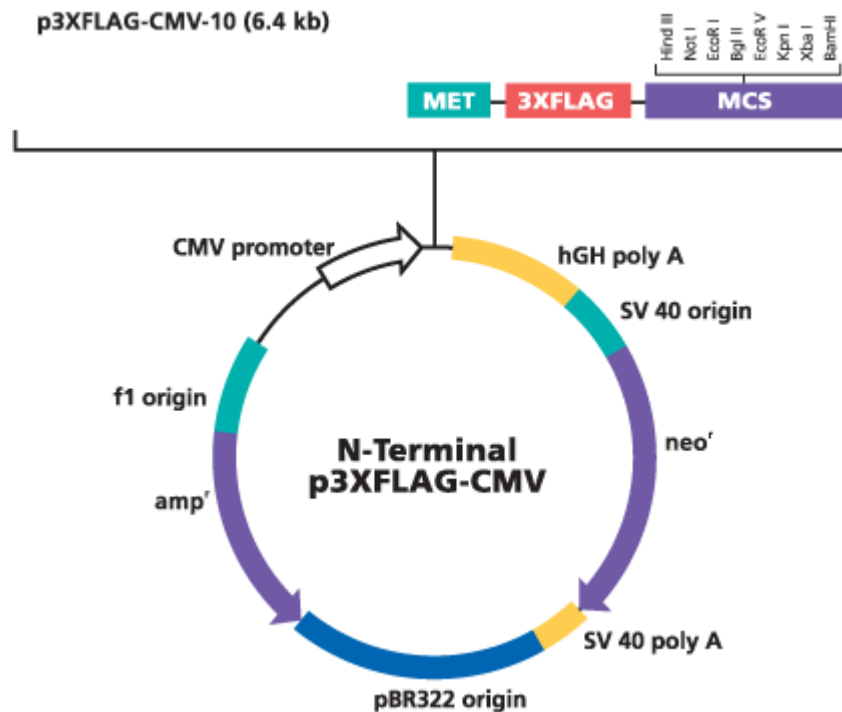 p3XFLAG-CMV-10 (6.4 kb)
Hind III
Not I
EcoR I
Bgl II
EcoR V
Kpn I
Xba I
BamHI
MET
3XFLAG
MCS
CMV promoter
hGH poly A
SV 40 origin
f1 origin
N-Terminal
p3XFLAG-CMV
neoʳ
ampʳ
SV 40 poly A
pBR322 origin